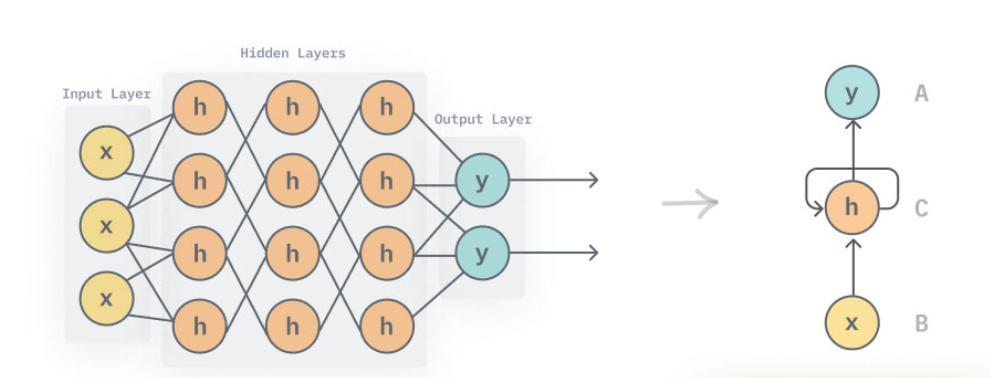 Hidden Layers
Input Layer
Output Layer
h h h
x
h h h
y
x
h h h
y
x
h h h
y A
h C
x B